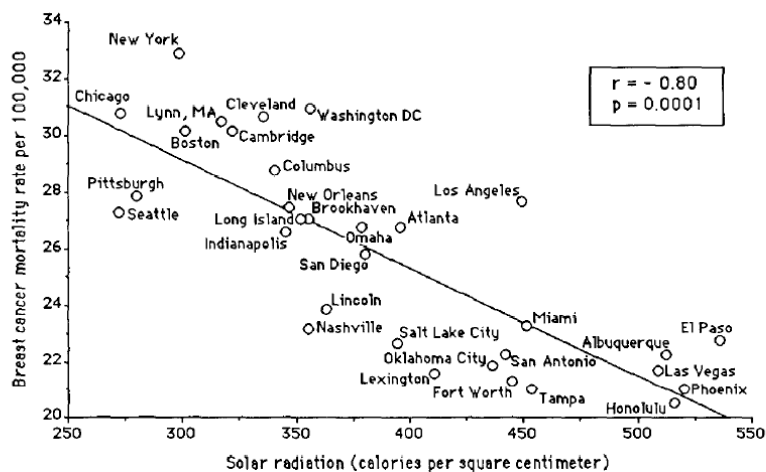 34
32
30
28
26
24
22
20
Breast cancer mortality rate per 100,000
New York
r = - 0.80
p = 0.0001
Chicago
Lynn, MA
Cleveland
Washington DC
Boston
Cambridge
Columbus
Pittsburgh
Seattle
New Orleans
Los Angeles
Long Island
Brookhaven
Atlanta
Indianapolis
Omaha
San Diego
Lincoln
Nashville
Miami
Salt Lake City
Albuquerque
El Paso
Oklahoma City
San Antonio
Las Vegas
Lexington
Fort Worth
Tampa
Phoenix
Honolulu
250 300 350 400 450 500 550
Solar radiation (calories per square centimeter)